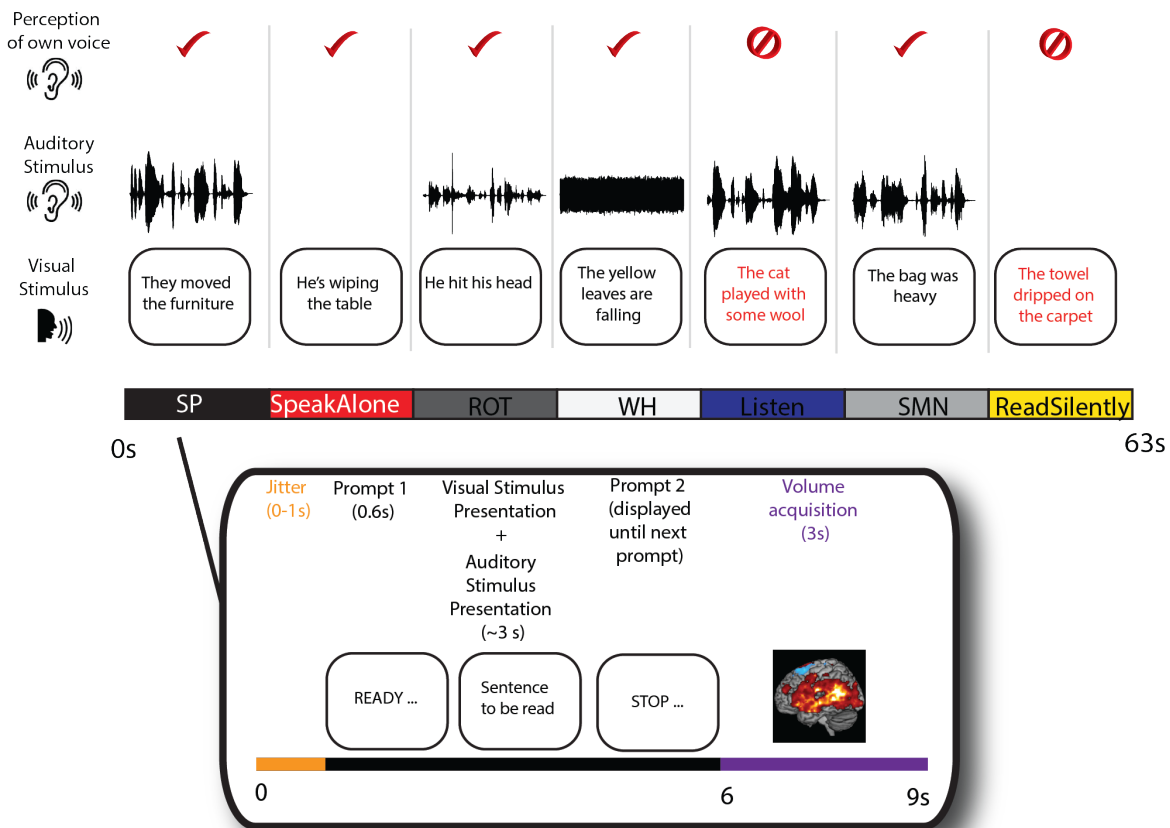 Perception
of own voice
Auditory
Stimulus
Visual
Stimulus
They moved
the furniture
He's wiping
the table
He hit his head
The yellow
leaves are
falling
The cat
played with
some wool
The bag was
heavy
The towel
dripped on
the carpet
SP
SpeakAlone
ROT
WH
Listen
SMN
ReadSilently
0s
63s
Jitter
(0-1s)
Prompt 1
(0.6s)
Visual Stimulus
Presentation
+
Auditory
Stimulus
Presentation
(~3 s)
Prompt 2
(displayed
until next
prompt)
Volume
acquisition
(3s)
READY ...
Sentence
to be read
STOP ...
0
6
9s